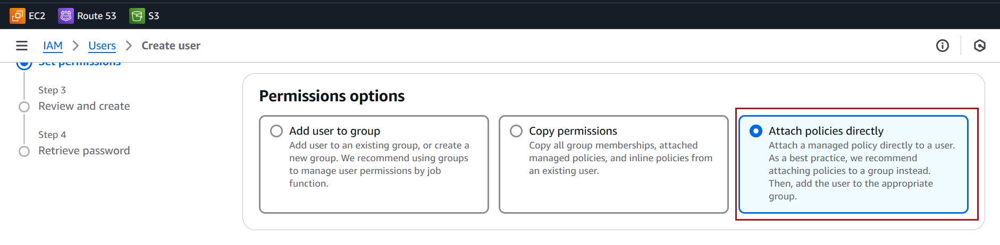 EC2 Route 53 S3
IAM Users Create user
Set permissions
Step 3
Review and create
Step 4
Retrieve password
Permissions options
Add user to group
Add user to an existing group, or create a
new group. We recommend using groups
to manage user permissions by job
function.
Copy permissions
Copy all group memberships, attached
managed policies, and inline policies from
an existing user.
Attach policies directly
Attach a managed policy directly to a user.
As a best practice, we recommend
attaching policies to a group instead.
Then, add the user to the appropriate
group.